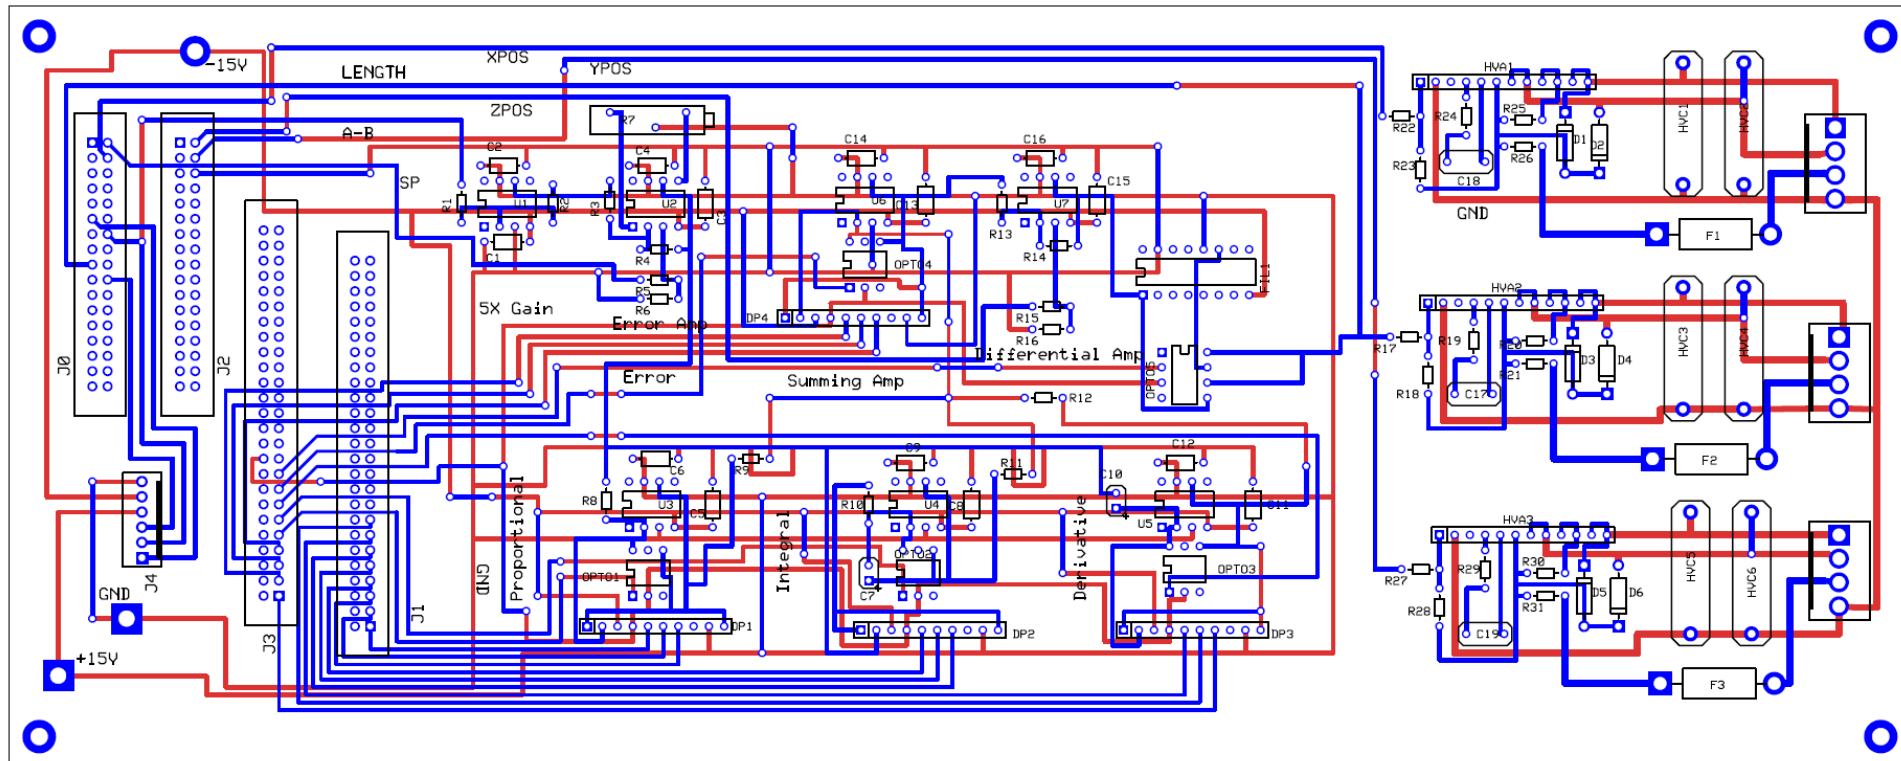 -15V
LENGTH
XPOS
YPOS
ZPOS
A-B
SP
R7
C2
C4
C14
C16
R1
U1
R2
R3
U2
C3
U6
C13
U7
C15
R13
C1
R4
R5
R6
OPTO4
R14
FIL1
5X Gain
Error Amp
DP4
R15
R16
Differential Amp
OPTO5
Error
Summing Amp
R12
J0
J2
J3
J1
J4
GND
+15V
C6
R9
C9
R11
C10
C12
R8
U3
C5
R10
U4
C8
U5
C11
Proportional
Integral
Derivative
GND
OPTO1
OPTO2
OPTO3
C7
DP1
DP2
DP3
HVA1
R22
R24
R25
R23
R26
C18
D1
D2
HVC1
HVC2
GND
F1
HVA2
R17
R19
R20
R18
R21
C17
D3
D4
HVC3
HVC4
F2
HVA3
R27
R29
R30
R28
R31
C19
D5
D6
HVC5
HVC6
F3